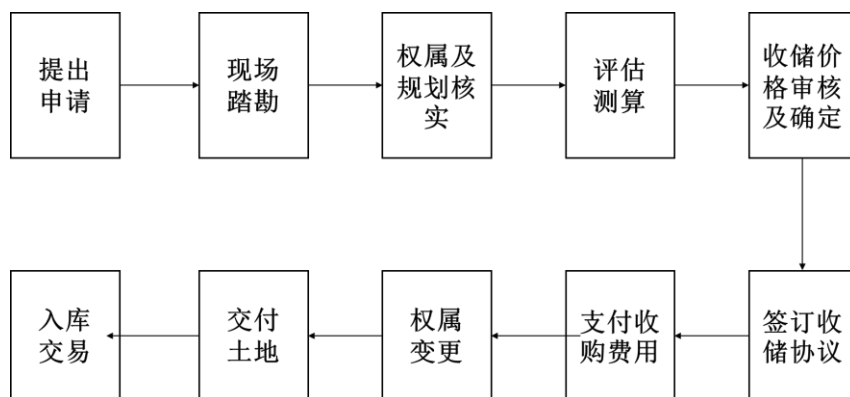 提出
申请
现场
踏勘
权属及
规划核
实
评估
测算
收储价
格审核
及确定
入库
交易
交付
土地
权属
变更
支付收
购费用
签订收
储协议